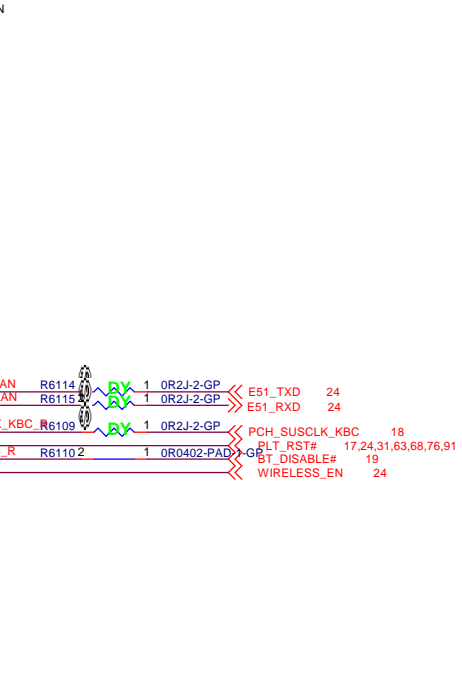 N
AN R6114 DY 1 0R2J-2-GP E51_TXD 24
AN R6115 2 DY 1 0R2J-2-GP E51_RXD 24
_KBC_R R6109 DY 1 0R2J-2-GP PCH_SUSCLK_KBC 18
PLT_RST# 17,24,31,63,68,76,91
_R R6110 2 1 0R0402-PAD-1-GP BT_DISABLE# 19
WIRELESS_EN 24